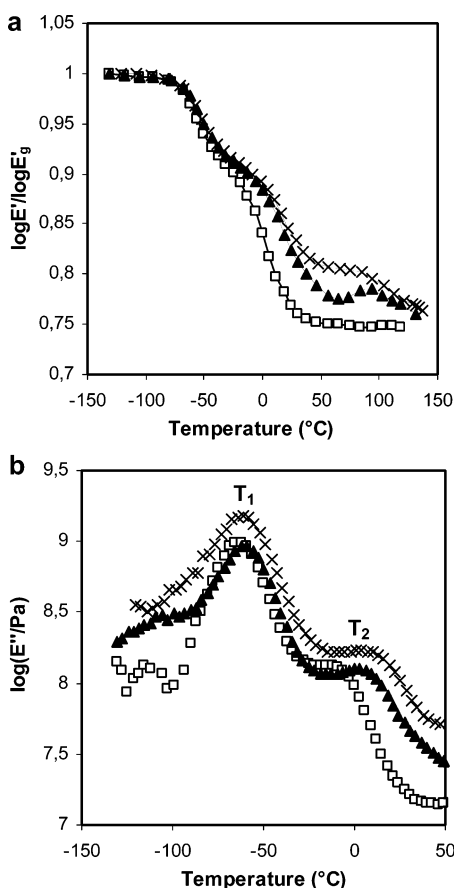 a
1,05
1
0,95
0,9
0,85
0,8
0,75
0,7
logE'/logE'g
-150 -100 -50 0 50 100 150
Temperature (°C)
b
9,5
9
8,5
8
7,5
7
log(E"/Pa)
T1
T2
-150 -100 -50 0 50
Temperature (°C)